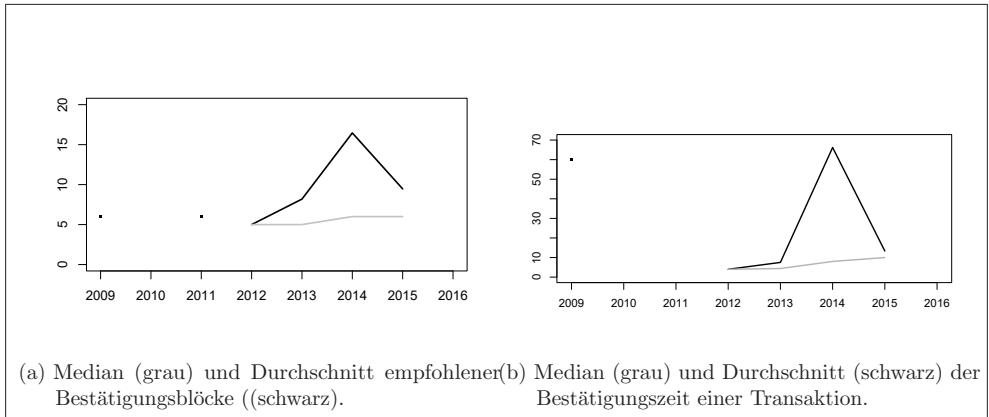 20
15
10
5
0
2009 2010 2011 2012 2013 2014 2015 2016
70
50
30
10
0
2009 2010 2011 2012 2013 2014 2015 2016
(a) Median (grau) und Durchschnitt empfohlener
Bestätigungsblöcke ((schwarz).
(b) Median (grau) und Durchschnitt (schwarz) der
Bestätigungszeit einer Transaktion.